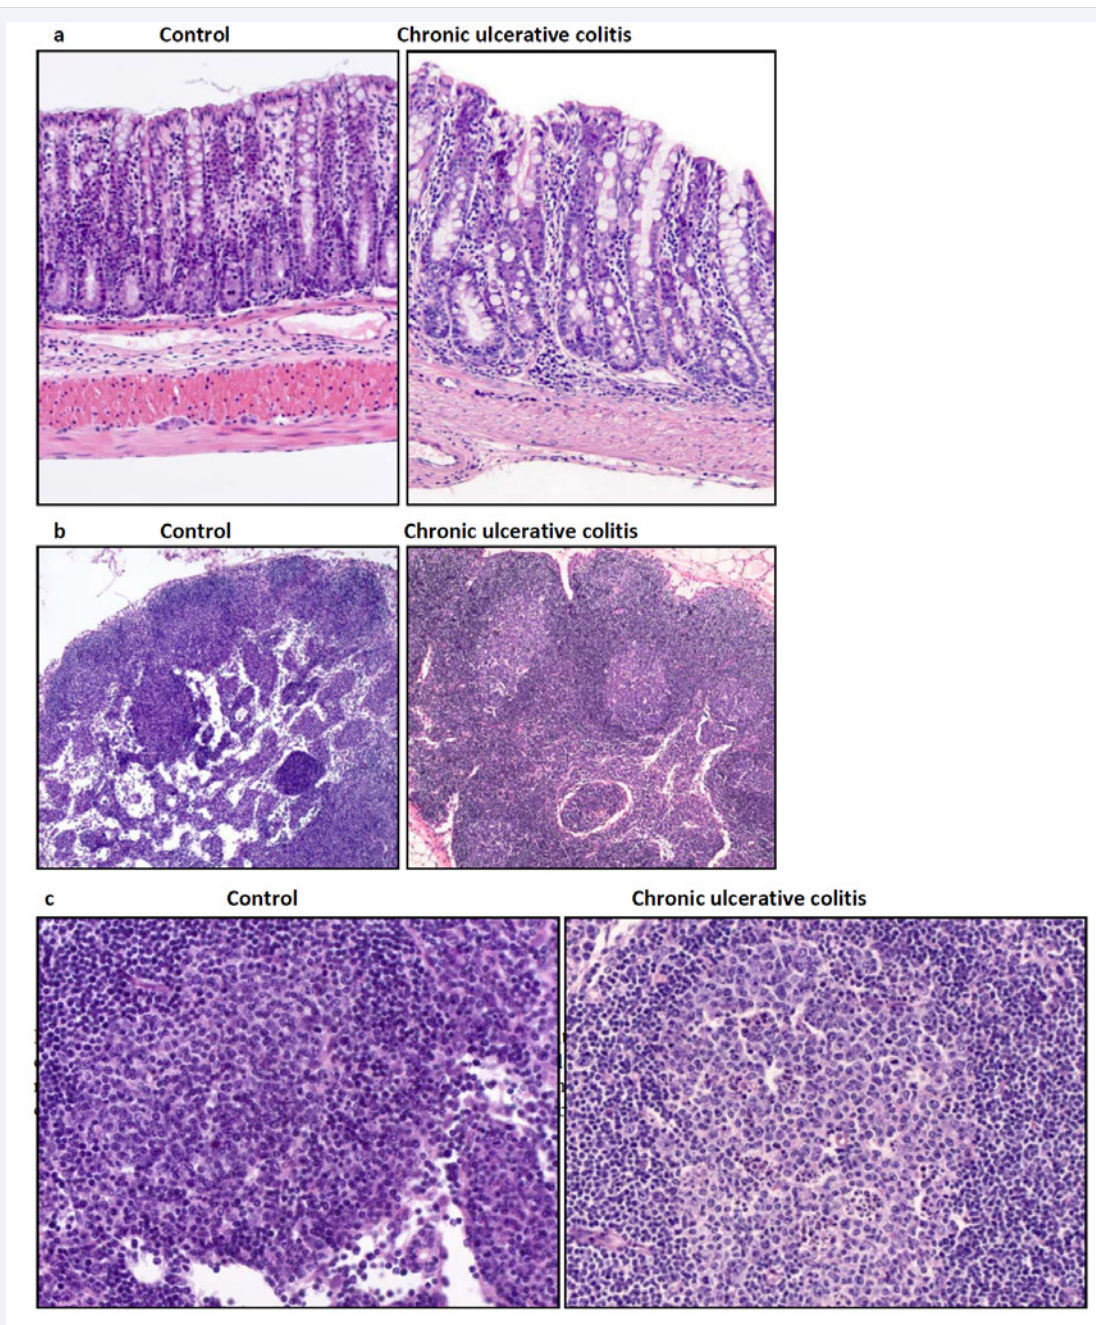 a Control Chronic ulcerative colitis
b Control Chronic ulcerative colitis
c Control Chronic ulcerative colitis